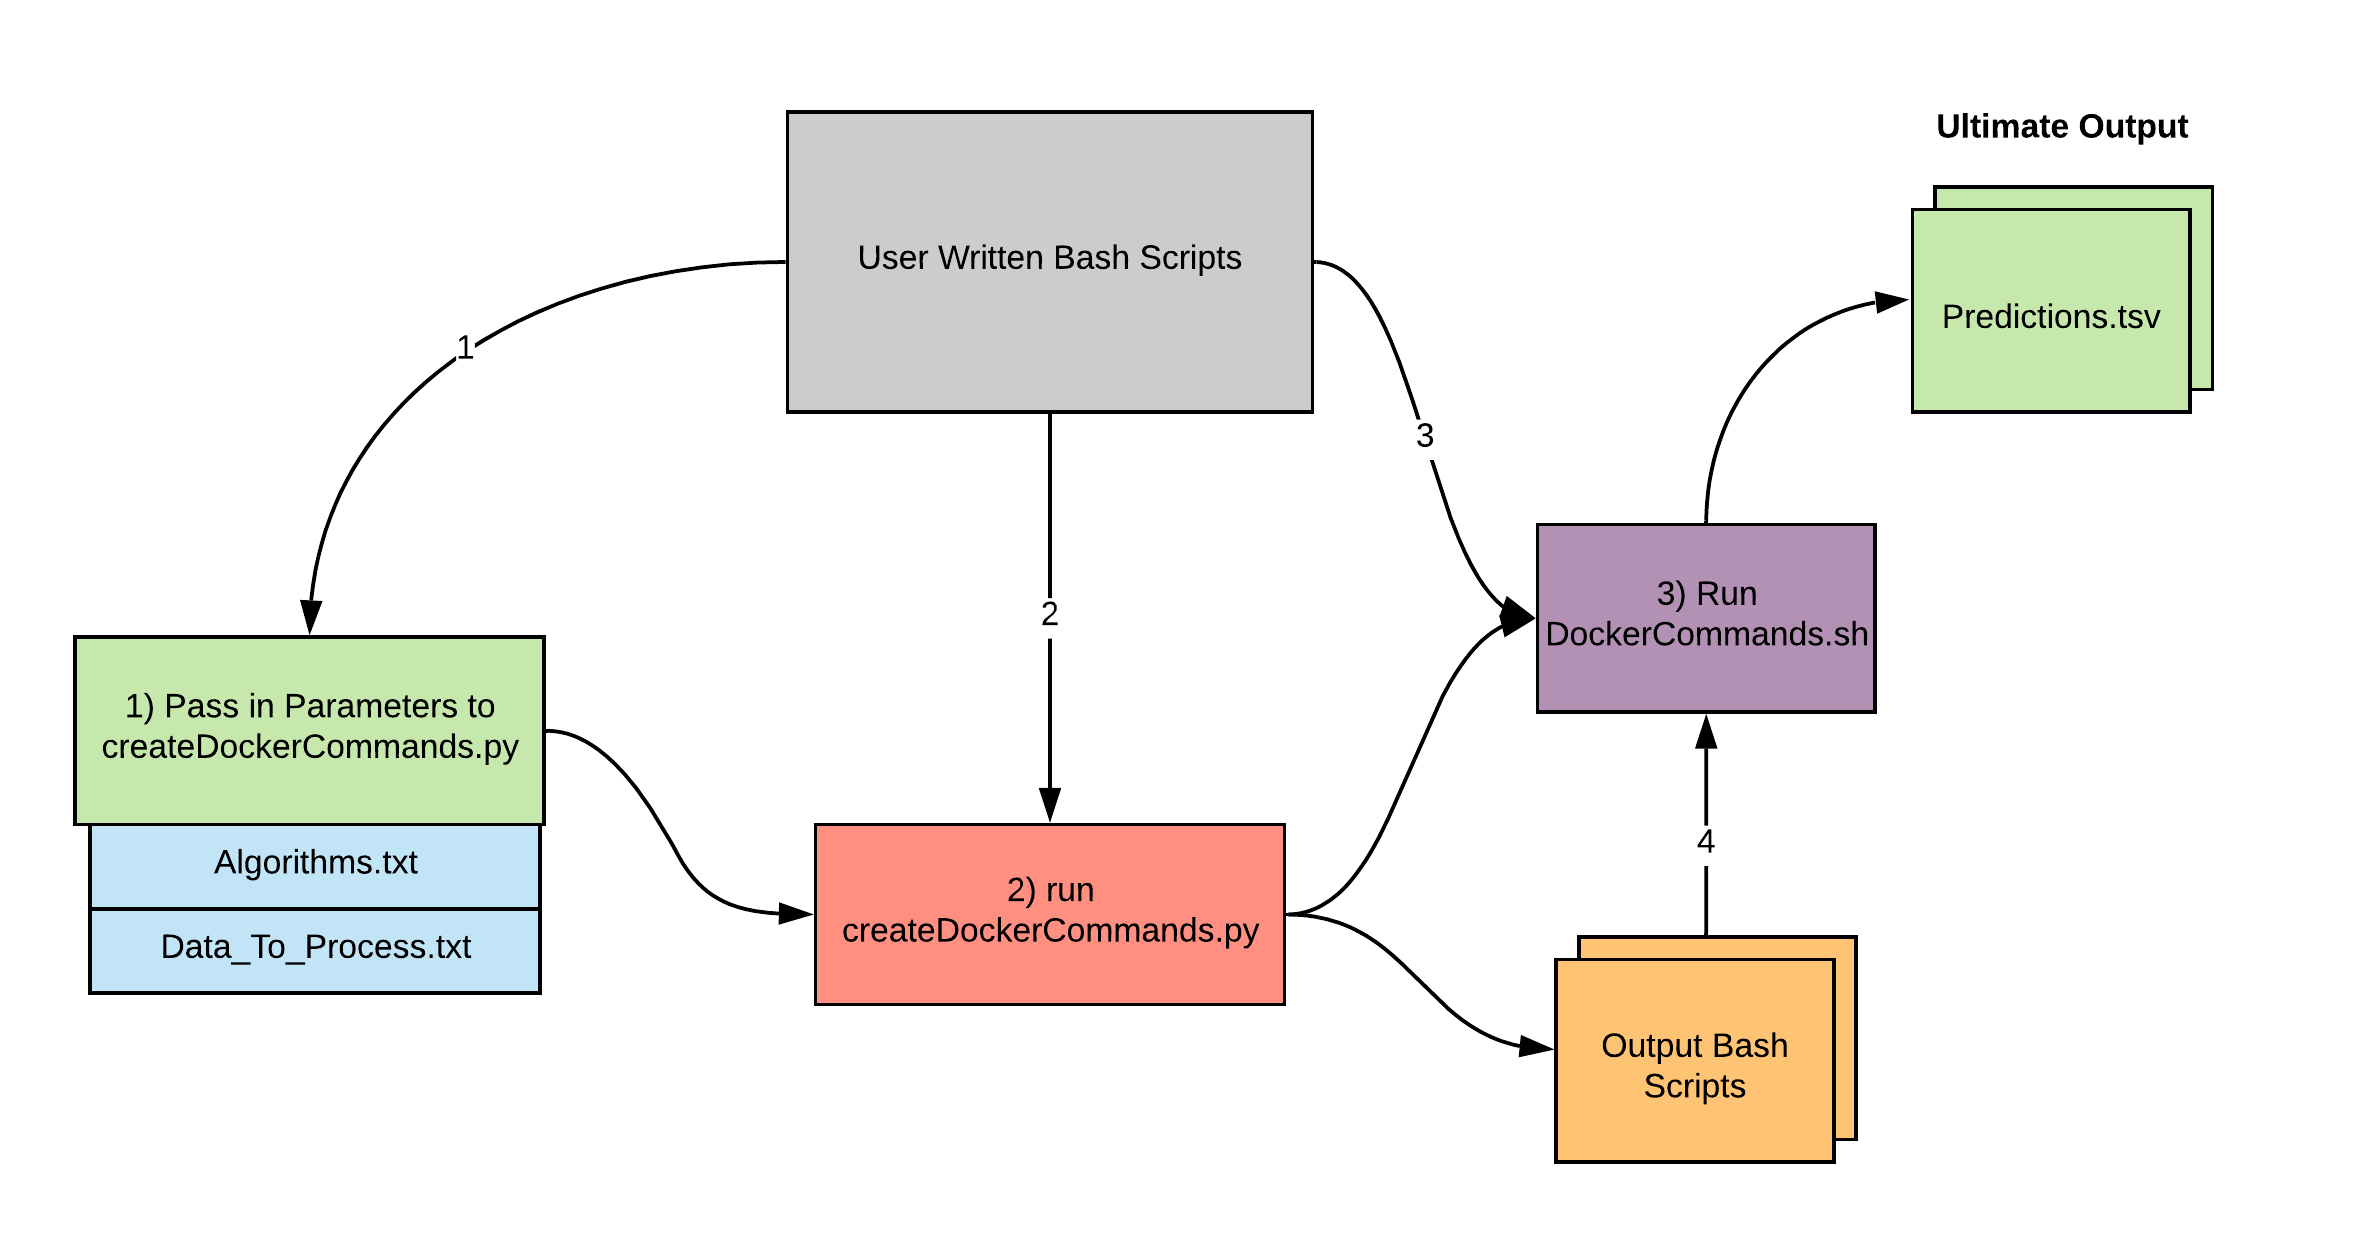 Ultimate Output
User Written Bash Scripts
Predictions.tsv
1
3
2
3) Run
DockerCommands.sh
1) Pass in Parameters to
createDockerCommands.py
Algorithms.txt
Data_To_Process.txt
2) run
createDockerCommands.py
4
Output Bash
Scripts